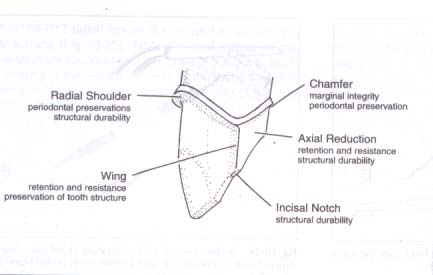 Radial Shoulder
periodontal preservations
structural durability
Wing
retention and resistance
preservation of tooth structure
Chamfer
marginal integrity
periodontal preservation
Axial Reduction
retention and resistance
structural durability
Incisal Notch
structural durability